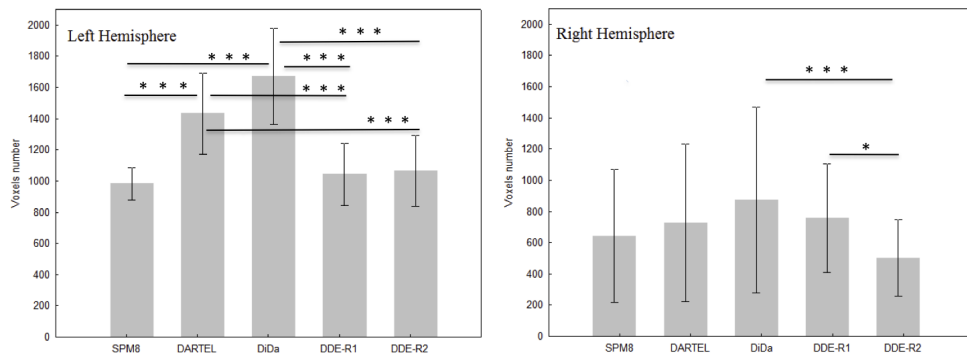 Left Hemisphere
Voxels number
2000
1800
1600
1400
1200
1000
800
600
400
200
0
* * *
* * *
* * *
* * *
* * *
* * *
SPM8 DARTEL DiDa DDE-R1 DDE-R2
Right Hemisphere
Voxels number
2000
1800
1600
1400
1200
1000
800
600
400
200
0
* * *
*
SPM8 DARTEL DiDa DDE-R1 DDE-R2